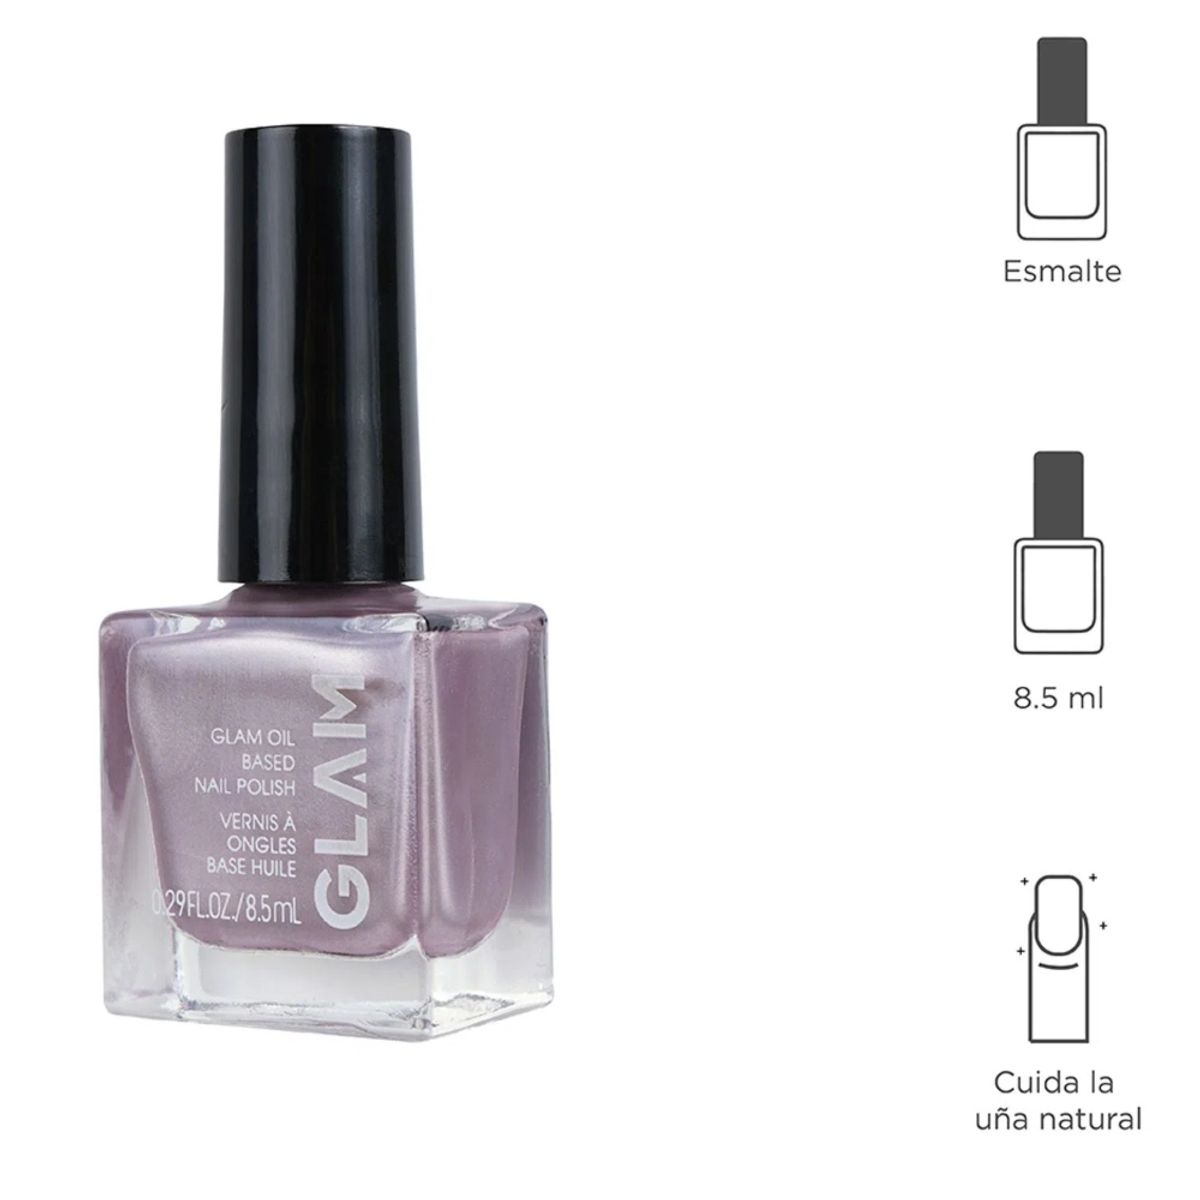 GLAM OIL
BASED
NAIL POLISH
VERNIS À
ONGLES
BASE HUILE
0.29FL.OZ./8.5mL
GLAM
Esmalte
8.5 ml
Cuida la
uña natural